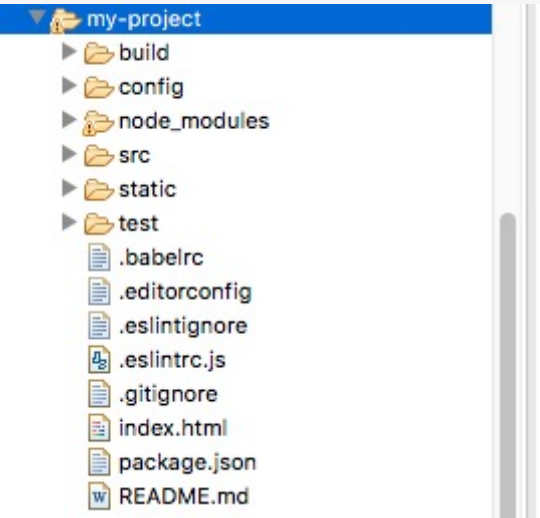 my-project
build
config
node_modules
src
static
test
.babelrc
.editorconfig
.eslintignore
.eslintrc.js
.gitignore
index.html
package.json
README.md